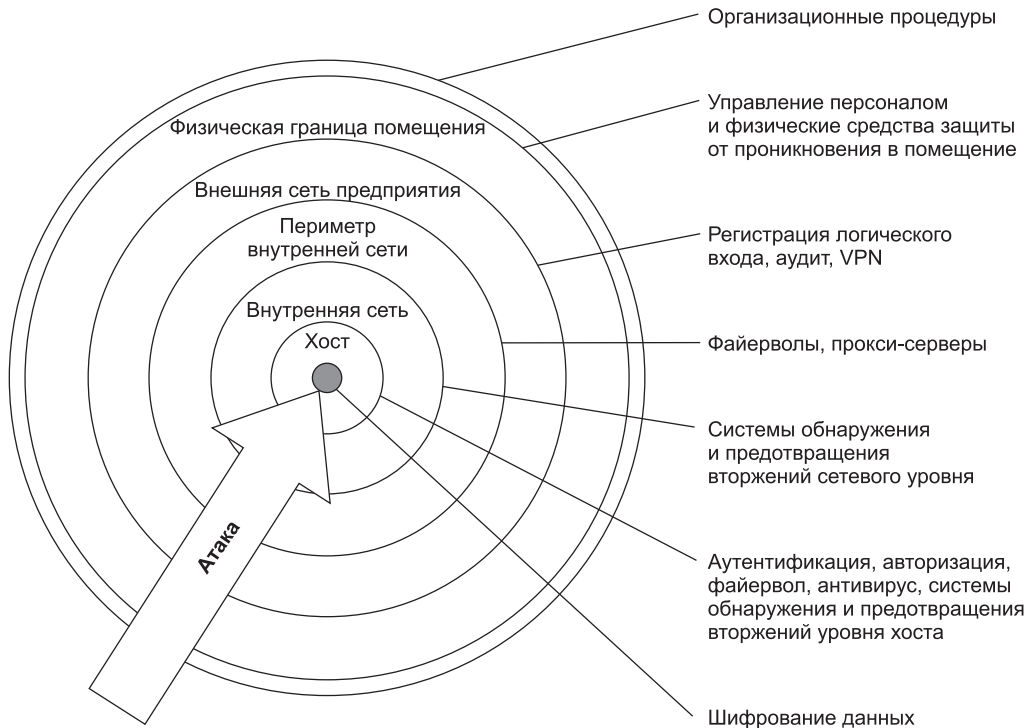 Организационные процедуры
Управление персоналом
и физические средства защиты
от проникновения в помещение
Физическая граница помещения
Внешняя сеть предприятия
Периметр
внутренней сети
Регистрация логического
входа, аудит, VPN
Внутренняя сеть
Хост
Файерволы, прокси-серверы
Системы обнаружения
и предотвращения
вторжений сетевого уровня
Атака
Аутентификация, авторизация,
файервол, антивирус, системы
обнаружения и предотвращения
вторжений уровня хоста
Шифрование данных